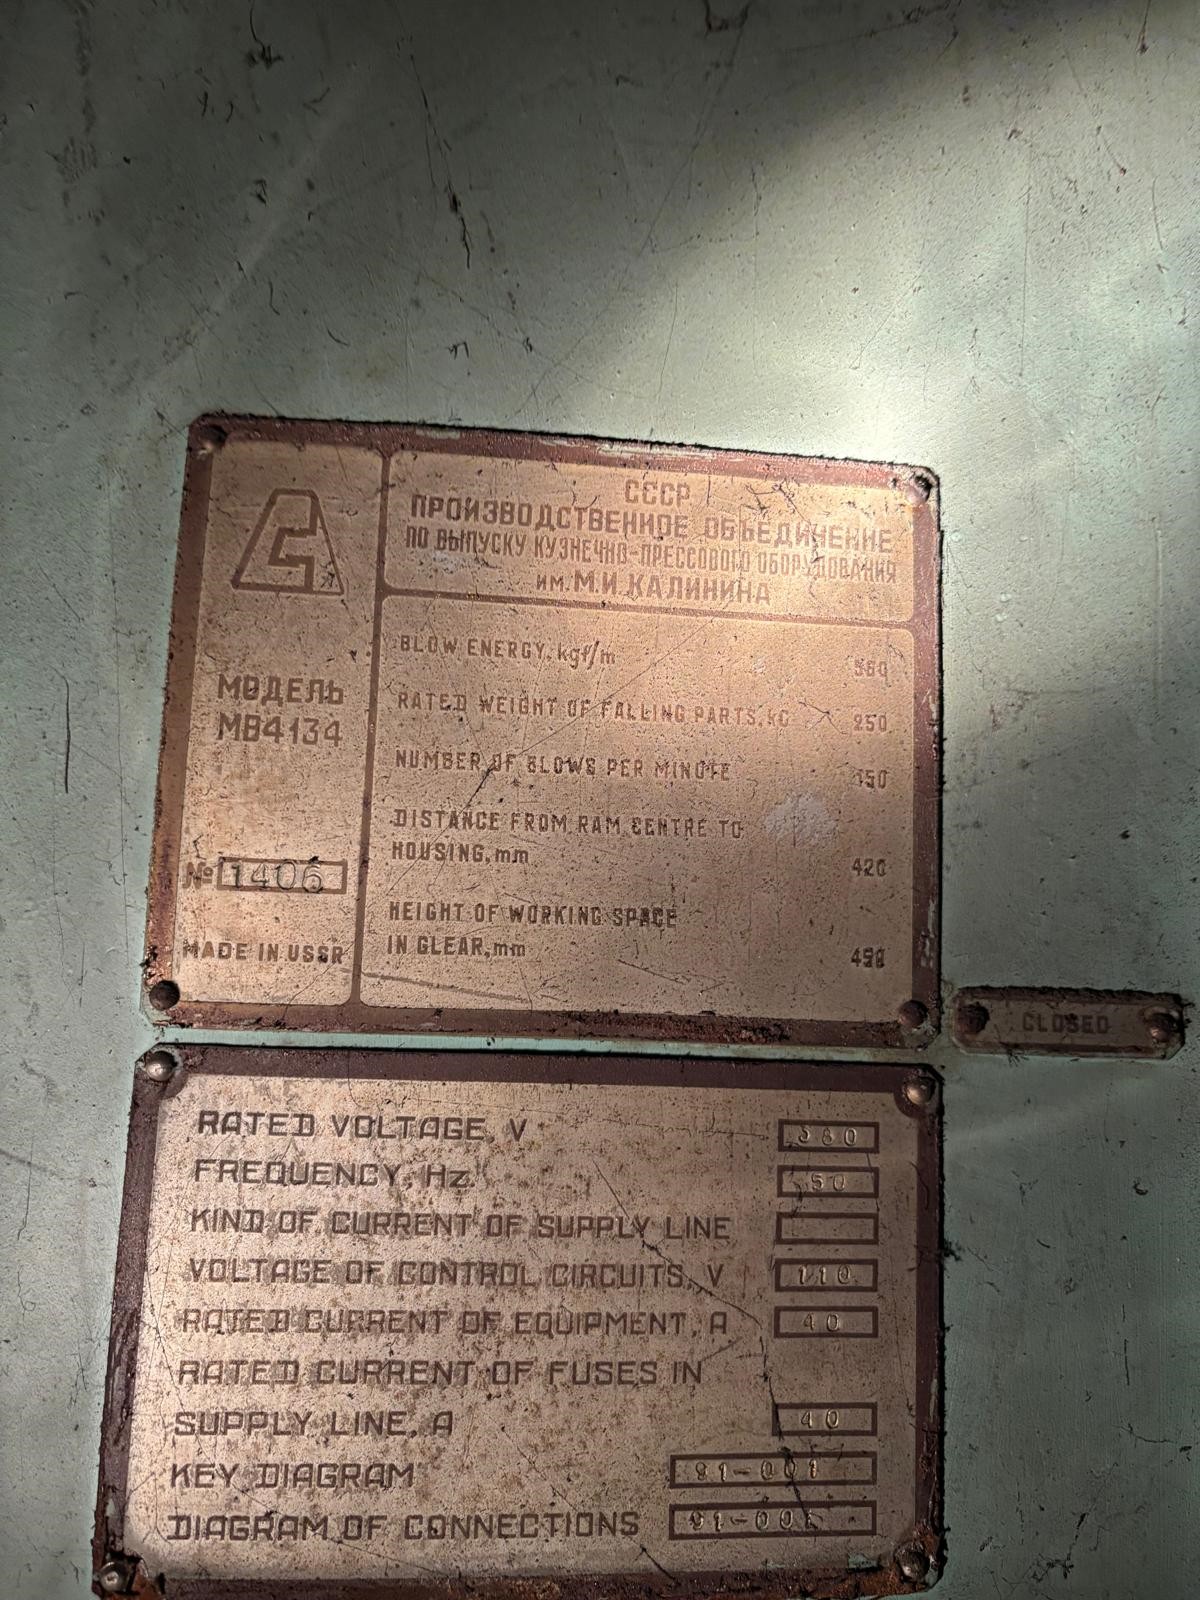 СССР
ПРОИЗВОДСТВЕННОЕ ОБЪЕДИНЕНИЕ
ПО ВЫПУСКУ КУЗНЕЧНО-ПРЕССОВОГО ОБОРУДОВАНИЯ
ИМ. М.И. КАЛИНИНА
МОДЕЛЬ
МВ4134
№ 1406
MADE IN USSR
BLOW ENERGY, kgf/m
RATED WEIGHT OF FALLING PARTS, KG 250
NUMBER OF BLOWS PER MINUTE 150
DISTANCE FROM RAM CENTRE TO
HOUSING, mm 420
HEIGHT OF WORKING SPACE
IN CLEAR, mm
CLOSED
RATED VOLTAGE, V 380
FREQUENCY, Hz 50
KIND OF CURRENT OF SUPPLY LINE
VOLTAGE OF CONTROL CIRCUITS, V 110
RATED CURRENT OF EQUIPMENT, A 40
RATED CURRENT OF FUSES IN
SUPPLY LINE, A 40
KEY DIAGRAM 91-001
DIAGRAM OF CONNECTIONS 91-001